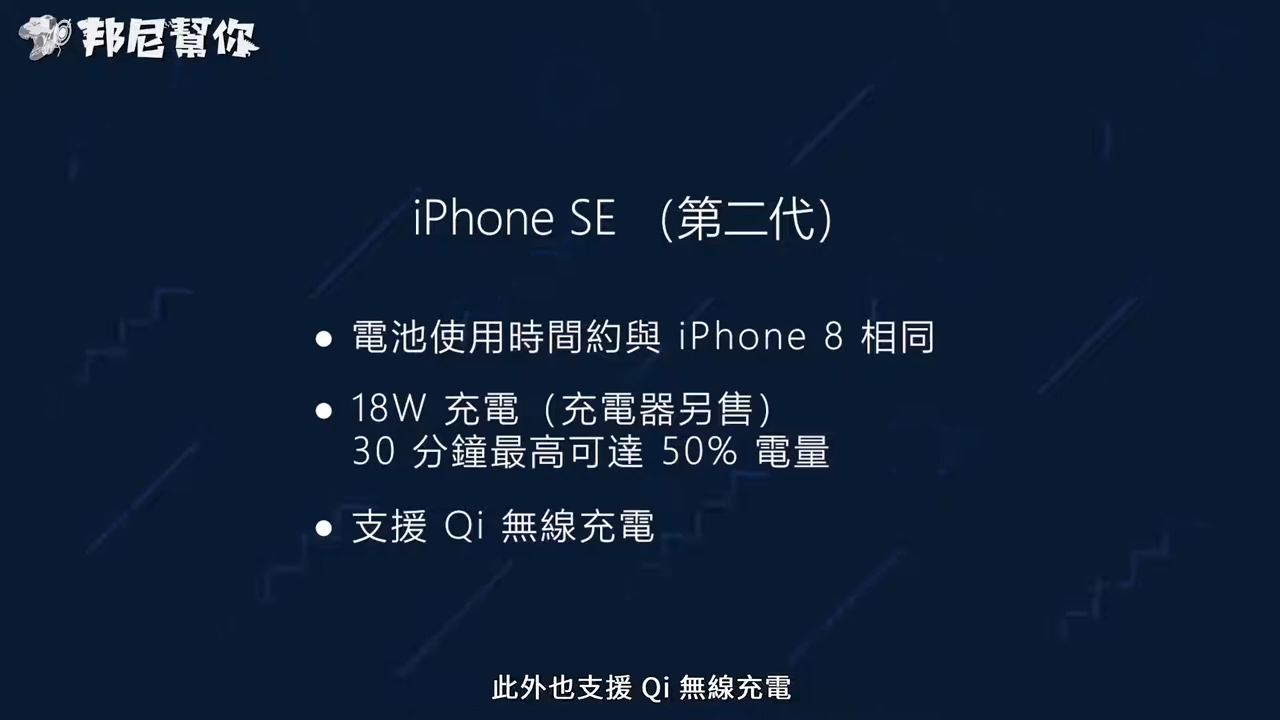 邦尼幫你
iPhone SE （第二代）
● 電池使用時間約與 iPhone 8 相同
● 18W 充電（充電器另售）
30 分鐘最高可達 50% 電量
● 支援 Qi 無線充電
此外也支援 Qi 無線充電